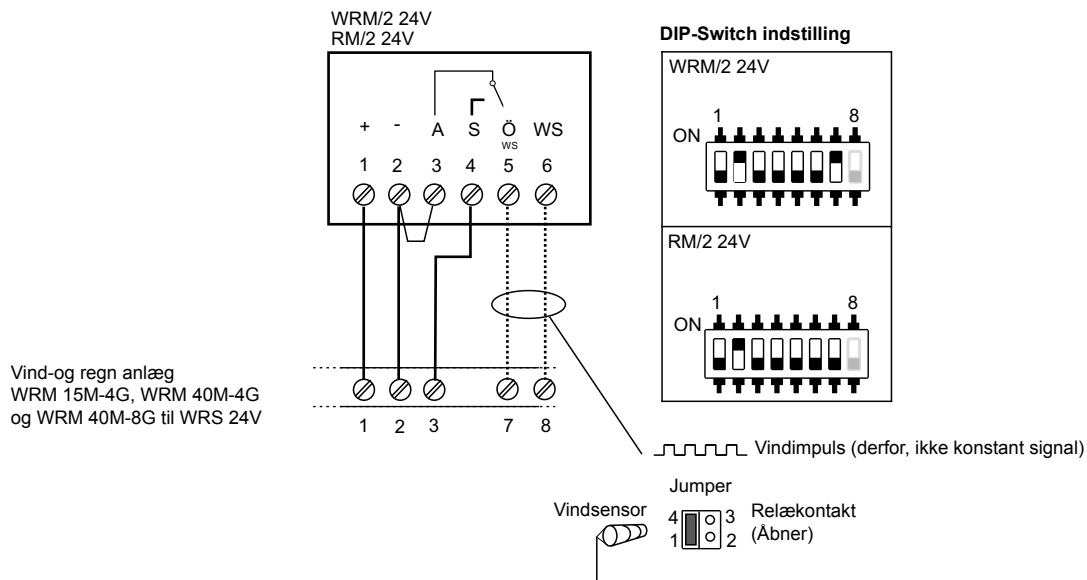 WRM/2 24V
RM/2 24V
+ - A S Ö WS
WS
1 2 3 4 5 6
1 2 3 7 8
Vind-og regn anlæg
WRM 15M-4G, WRM 40M-4G
og WRM 40M-8G til WRS 24V
DIP-Switch indstilling
WRM/2 24V
1 8
ON
RM/2 24V
1 8
ON
Vindimpuls (derfor, ikke konstant signal)
Jumper
Vindsensor
4 3 Relækontakt
1 2 (Åbner)